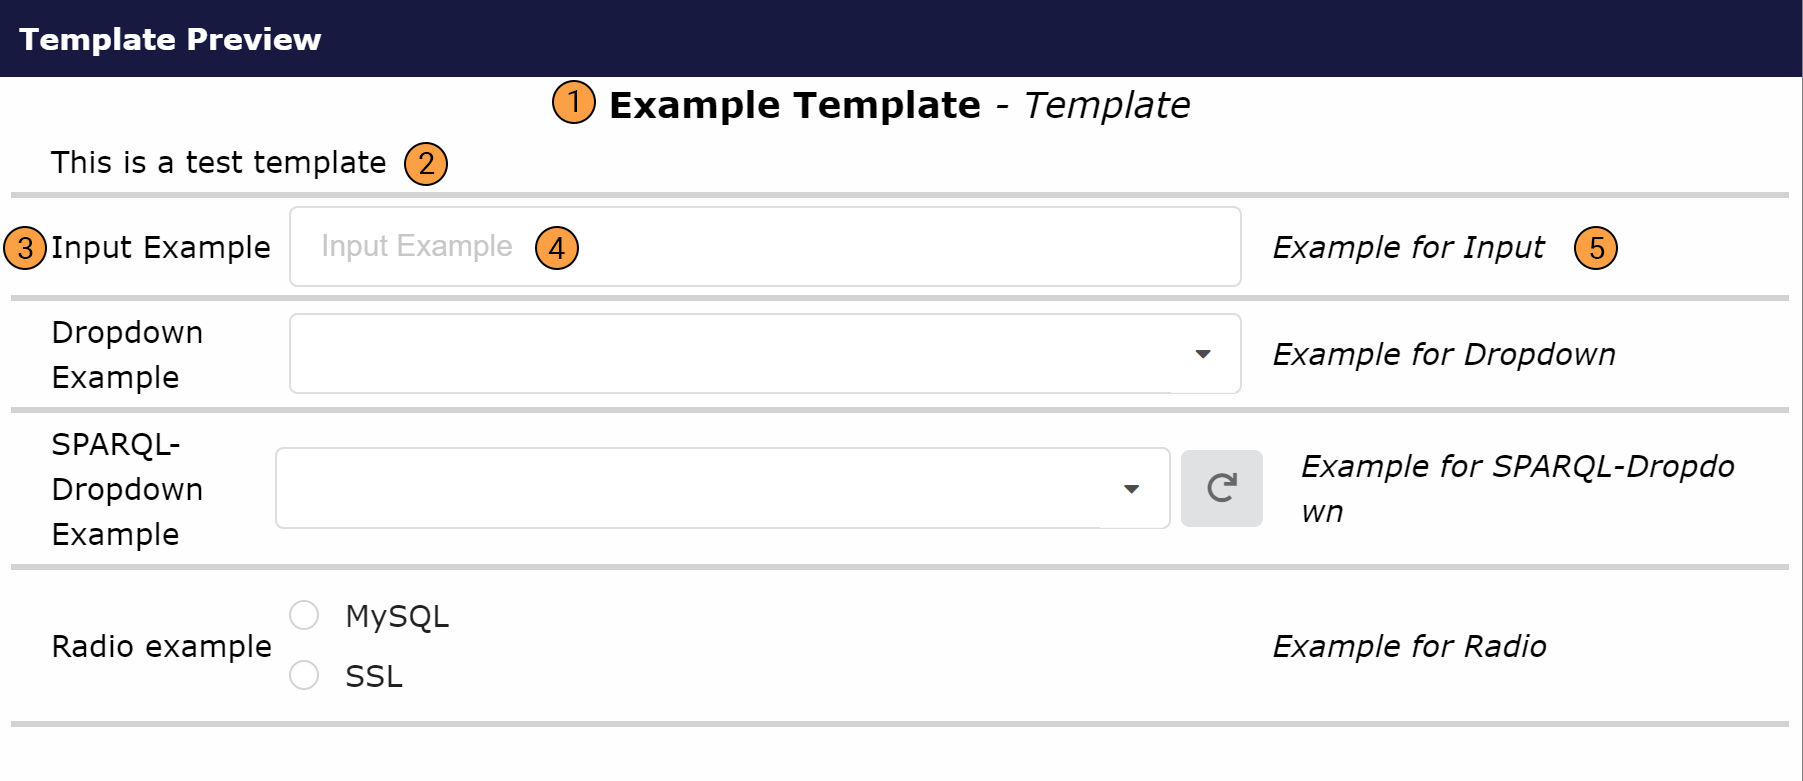 Template Preview
1 Example Template - Template
This is a test template 2
3 Input Example Input Example 4 Example for Input 5
Dropdown
Example
Example for Dropdown
SPARQL-
Dropdown
Example
Example for SPARQL-Dropdo
wn
Radio example
MySQL
SSL
Example for Radio